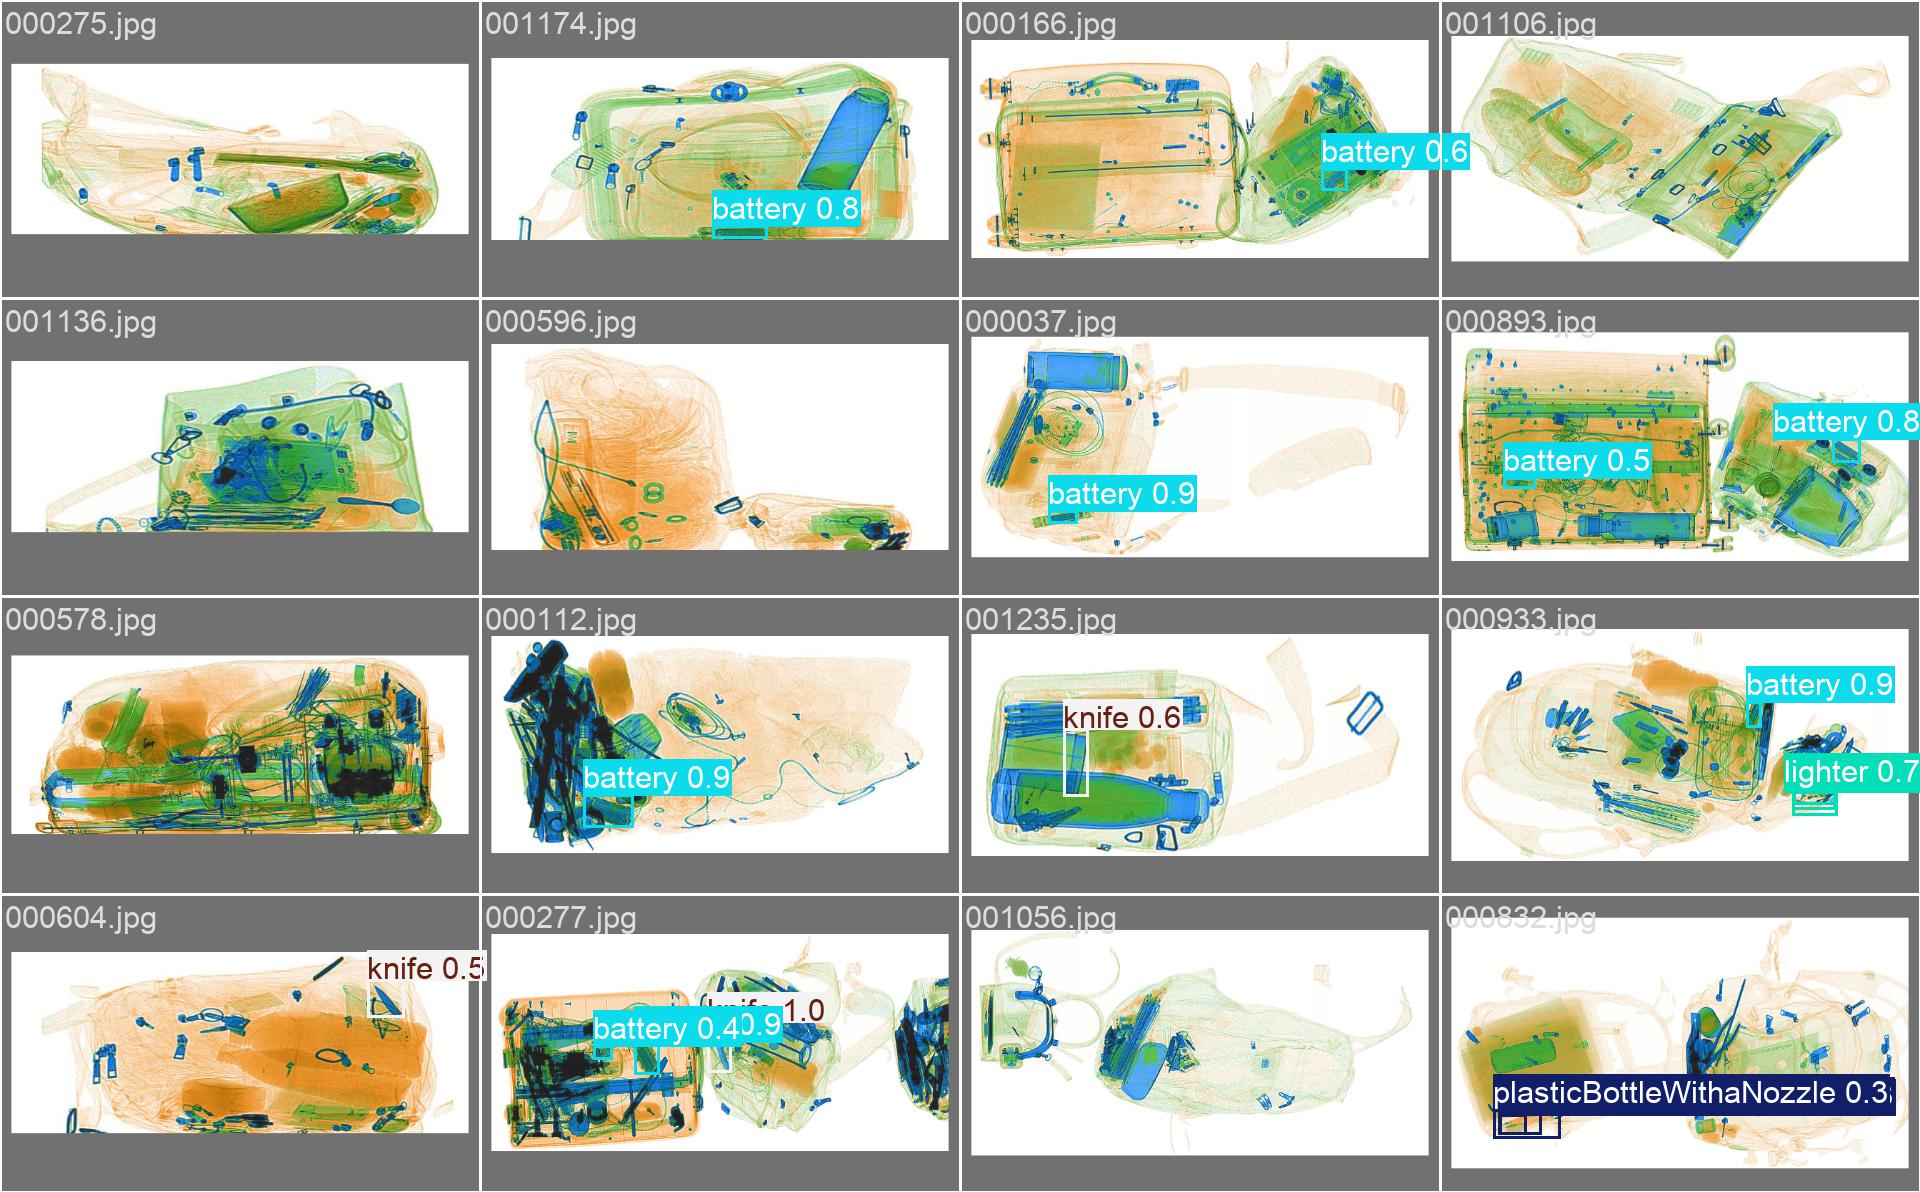 000275.jpg
001174.jpg
battery 0.8
000166.jpg
battery 0.6
001106.jpg
001136.jpg
000596.jpg
000037.jpg
battery 0.9
000893.jpg
battery 0.8
battery 0.5
000578.jpg
000112.jpg
battery 0.9
001235.jpg
knife 0.6
000933.jpg
battery 0.9
lighter 0.7
000604.jpg
knife 0.5
000277.jpg
knife 1.0
battery 0.4
0.9
001056.jpg
000832.jpg
plasticBottleWithaNozzle 0.3